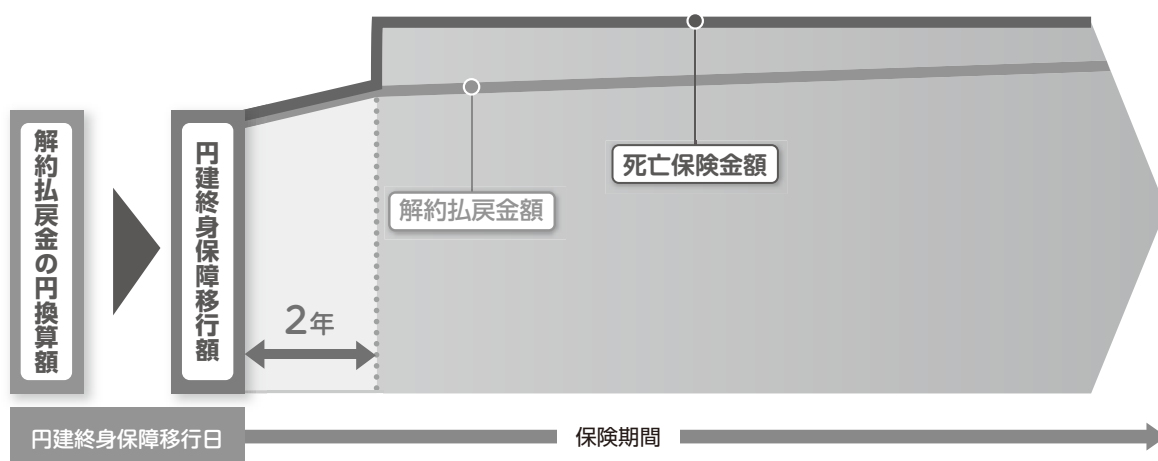 解約払戻金の円換算額
円建終身保障移行額
2年
解約払戻金額
死亡保険金額
円建終身保障移行日
保険期間